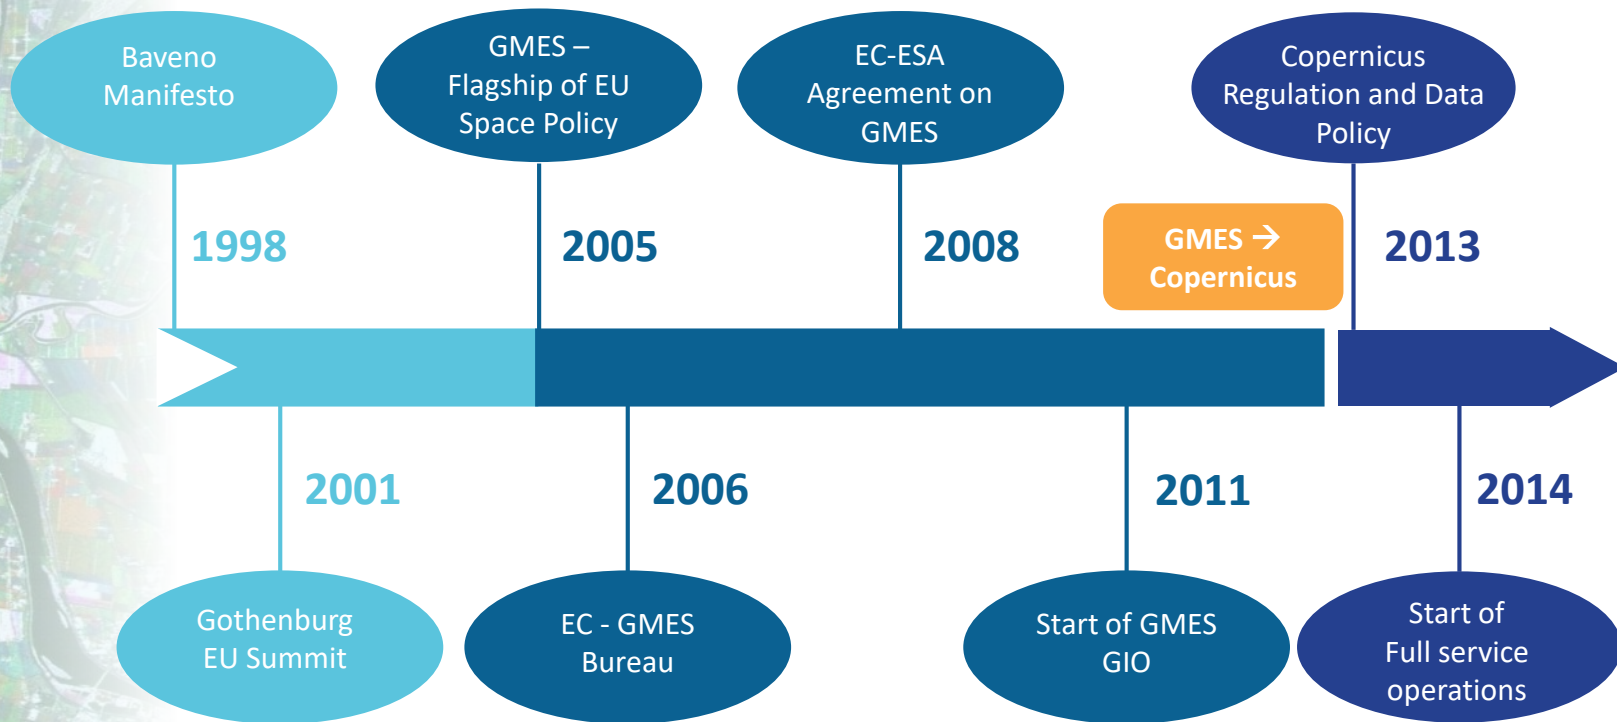 Baveno
Manifesto
GMES –
Flagship of EU
Space Policy
EC-ESA
Agreement on
GMES
Copernicus
Regulation and Data
Policy
1998
2005
2008
GMES →
Copernicus
2013
2001
2006
2011
2014
Gothenburg
EU Summit
EC - GMES
Bureau
Start of GMES
GIO
Start of
Full service
operations